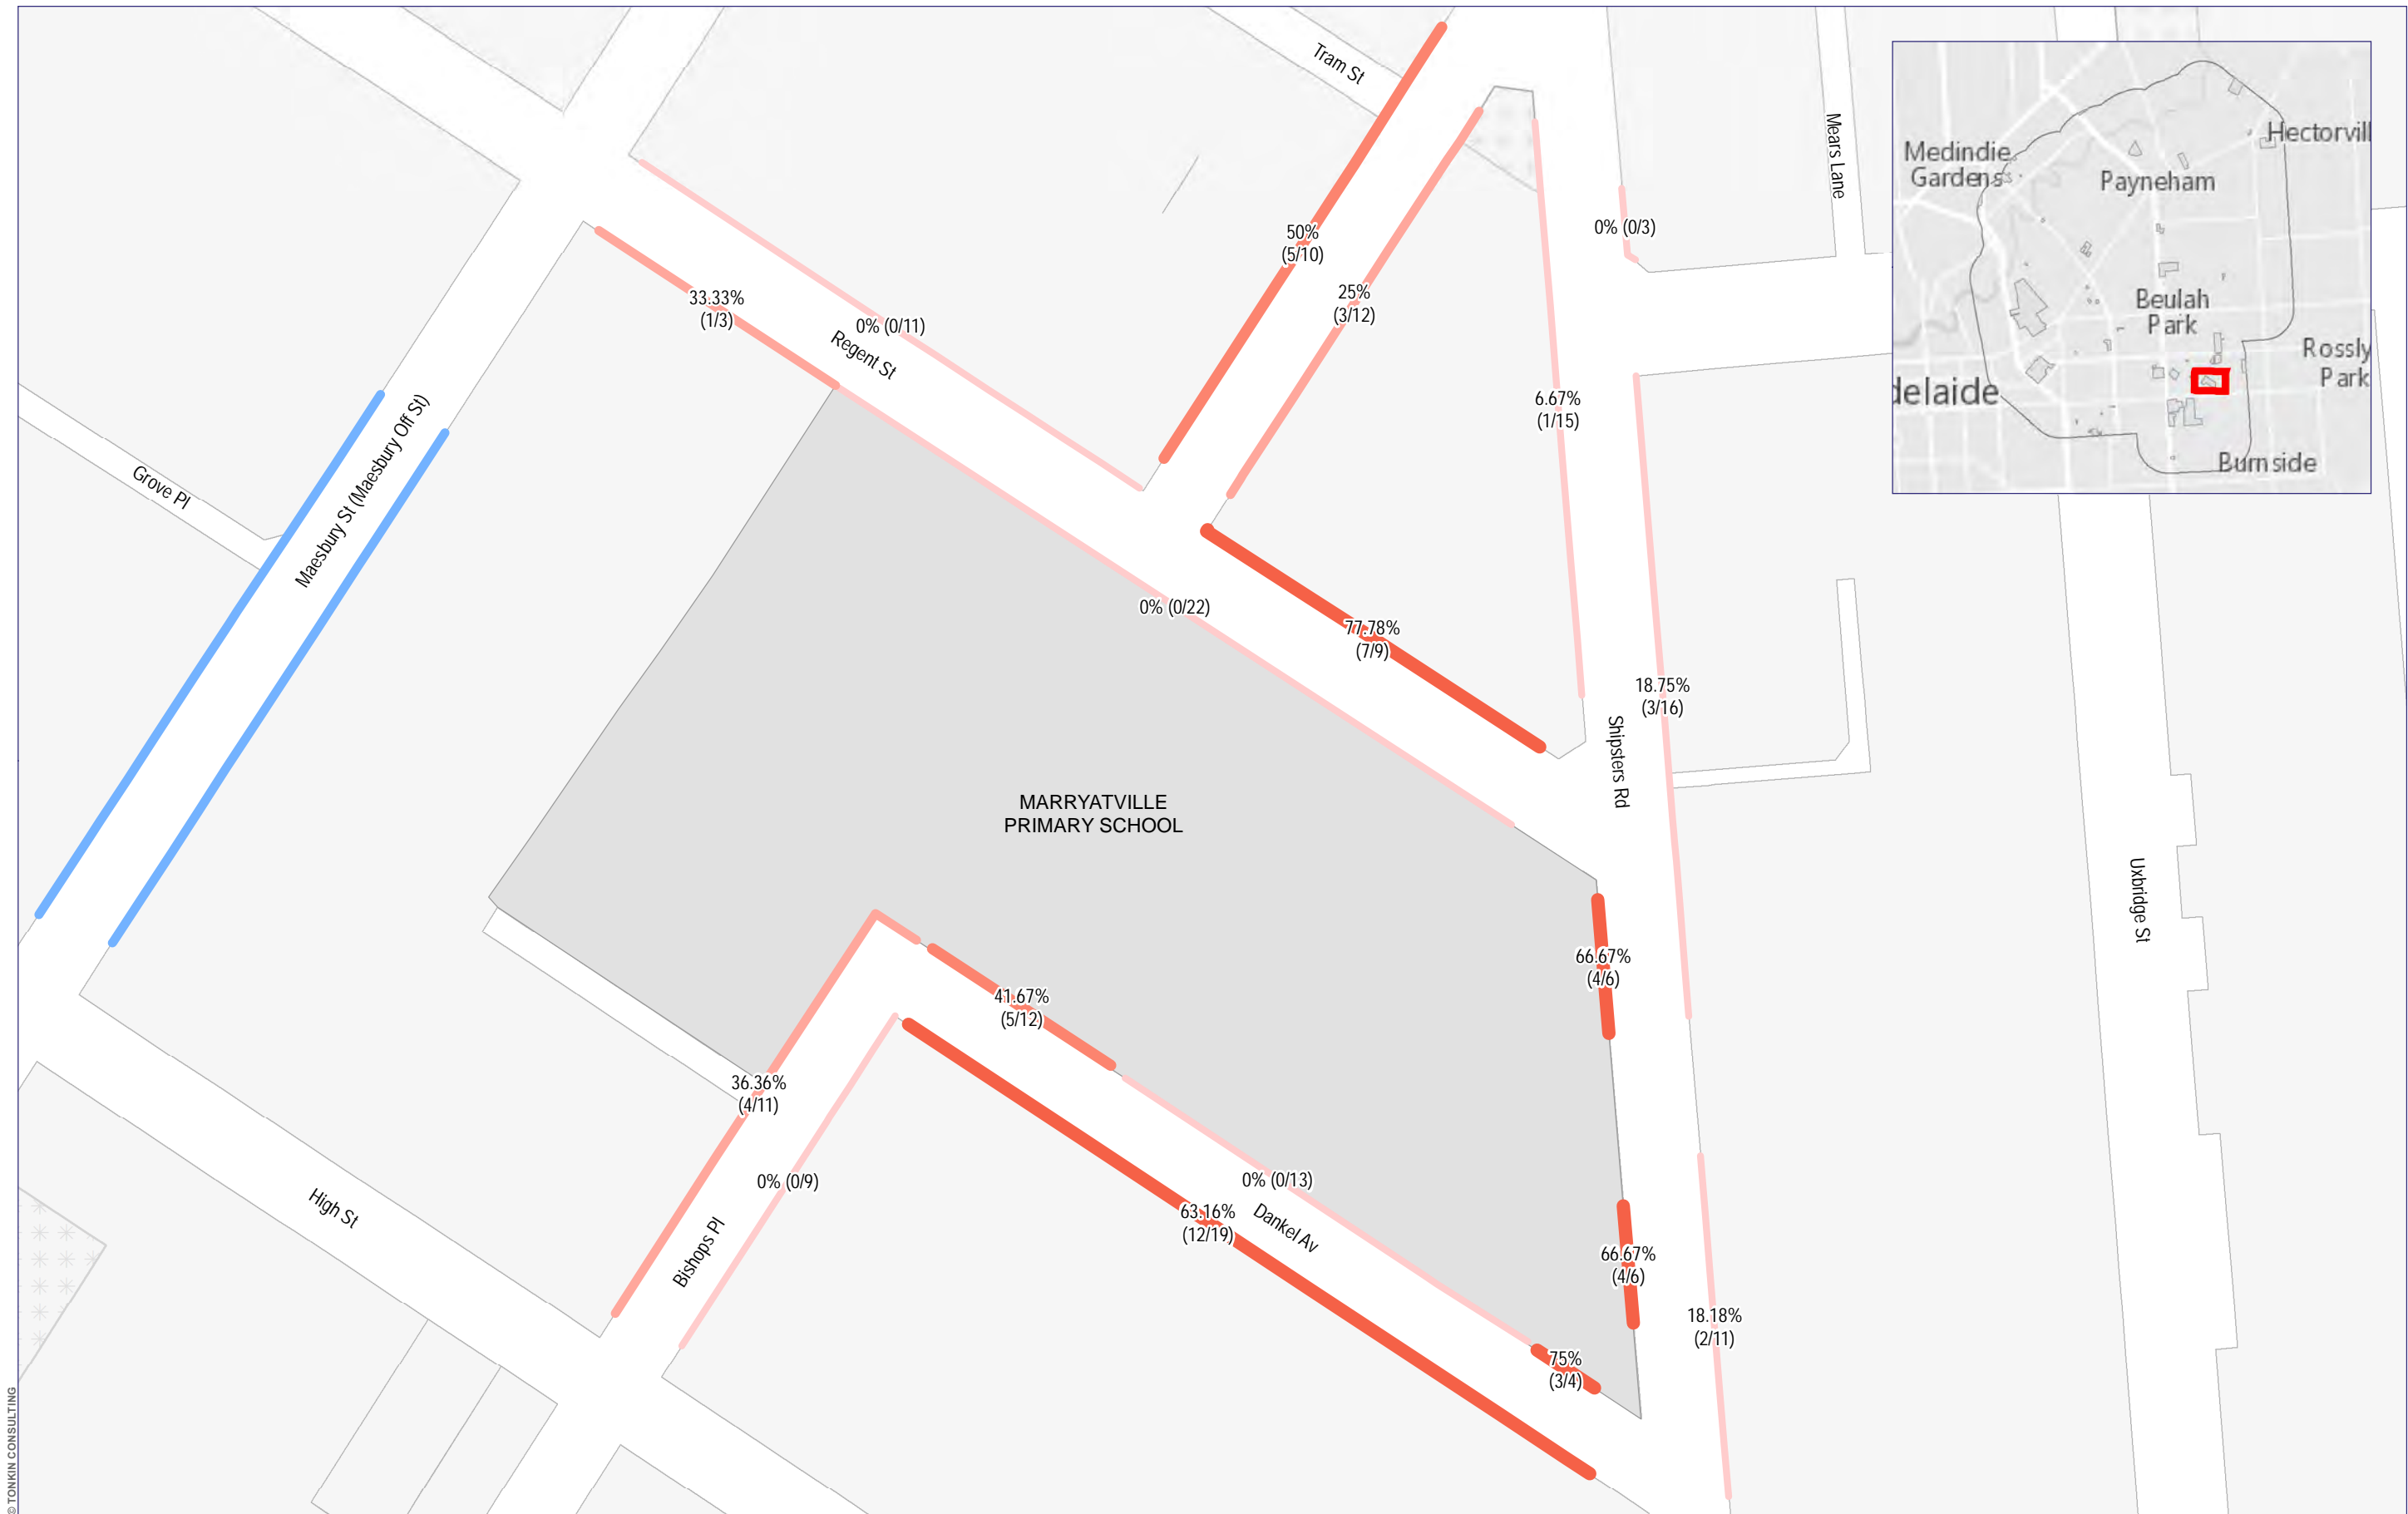 Tram St
Mears Lane
Medindie
Gardens
Hectorvill
Payneham
Beulah
Park
Rossly
Park
delaide
Burnside
50%
(5/10)
0% (0/3)
25%
(3/12)
33.33%
(1/3)
0% (0/11)
Regent St
6.67%
(1/15)
Maesbury St (Maesbury Off St)
Grove Pl
0% (0/22)
77.78%
(7/9)
18.75%
(3/16)
Shipsters Rd
MARRYATVILLE
PRIMARY SCHOOL
Uxbridge St
66.67%
(4/6)
41.67%
(5/12)
36.36%
(4/11)
0% (0/9)
0% (0/13)
63.16%
(12/19)
Dankel Av
High St
Bishops Pl
66.67%
(4/6)
18.18%
(2/11)
75%
(3/4)
© TONKIN CONSULTING